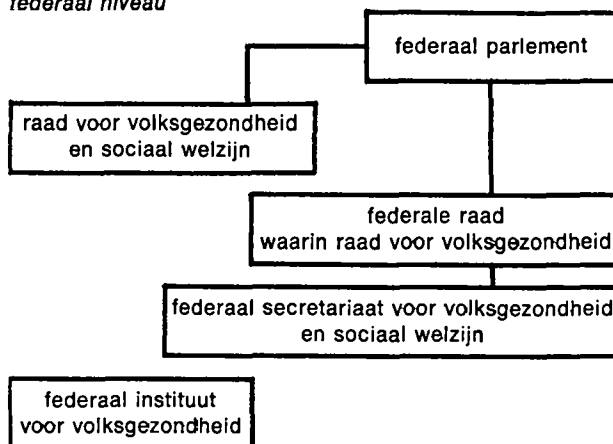 federaal niveau
federaal parlement
raad voor volksgezondheid
en sociaal welzijn
federale raad
waarin raad voor volksgezondheid
federaal secretariaat voor volksgezondheid
en sociaal welzijn
federaal instituut
voor volksgezondheid